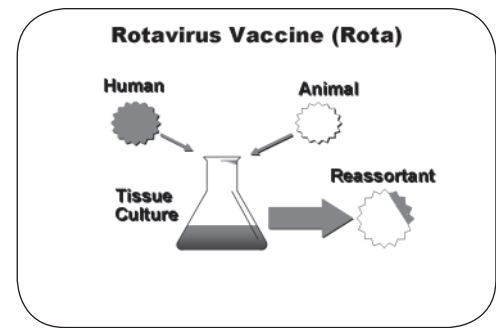 Rotavirus Vaccine (Rota)
Human
Animal
Tissue
Culture
Reassortant